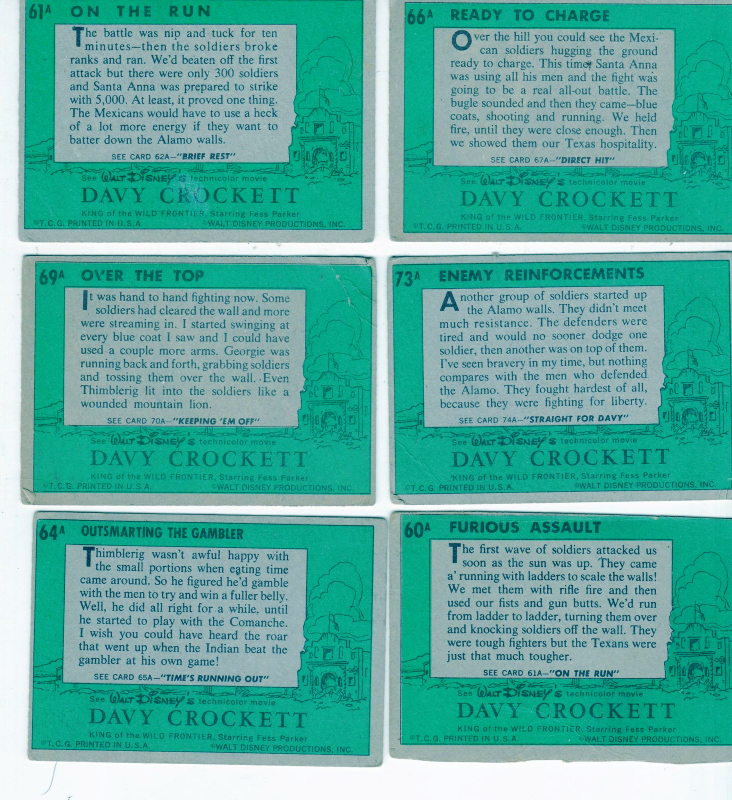 61A ON THE RUN
The battle was nip and tuck for ten
minutes—then the soldiers broke
ranks and ran. We'd beaten off the first
attack but there were only 300 soldiers
and Santa Anna was prepared to strike
with 5,000. At least, it proved one thing.
The Mexicans would have to use a heck
of a lot more energy if they want to
batter down the Alamo walls.
SEE CARD 62A—"BRIEF REST"
See Walt Disney's technicolor movie
DAVY CROCKETT
KING of the WILD FRONTIER, Starring Fess Parker
©T.C.G. PRINTED IN U.S.A. ©WALT DISNEY PRODUCTIONS, INC.
66A READY TO CHARGE
Over the hill you could see the Mexi-
can soldiers hugging the ground
ready to charge. This time Santa Anna
was using all his men and the fight was
going to be a real all-out battle. The
bugle sounded and then they came—blue
coats, shooting and running. We held
fire, until they were close enough. Then
we showed them our Texas hospitality.
SEE CARD 67A—"DIRECT HIT"
See Walt Disney's technicolor movie
DAVY CROCKETT
KING of the WILD FRONTIER, Starring Fess Parker
©T.C.G. PRINTED IN U.S.A. ©WALT DISNEY PRODUCTIONS, INC.
69A OVER THE TOP
It was hand to hand fighting now. Some
soldiers had cleared the wall and more
were streaming in. I started swinging at
every blue coat I saw and I could have
used a couple more arms. Georgie was
running back and forth, grabbing soldiers
and tossing them over the wall. Even
Thimblerig lit into the soldiers like a
wounded mountain lion.
SEE CARD 70A—"KEEPING 'EM OFF"
See Walt Disney's technicolor movie
DAVY CROCKETT
KING of the WILD FRONTIER, Starring Fess Parker
©T.C.G. PRINTED IN U.S.A. ©WALT DISNEY PRODUCTIONS, INC.
73A ENEMY REINFORCEMENTS
Another group of soldiers started up
the Alamo walls. They didn't meet
much resistance. The defenders were
tired and would no sooner dodge one
soldier, then another was on top of them.
I've seen bravery in my time, but nothing
compares with the men who defended
the Alamo. They fought hardest of all,
because they were fighting for liberty.
SEE CARD 74A—"STRAIGHT FOR DAVY"
See Walt Disney's technicolor movie
DAVY CROCKETT
KING of the WILD FRONTIER, Starring Fess Parker
©T.C.G. PRINTED IN U.S.A. ©WALT DISNEY PRODUCTIONS, INC.
64A OUTSMARTING THE GAMBLER
Thimblerig wasn't awful happy with
the small portions when eating time
came around. So he figured he'd gamble
with the men to try and win a fuller belly.
Well, he did all right for a while, until
he started to play with the Comanche.
I wish you could have heard the roar
that went up when the Indian beat the
gambler at his own game!
SEE CARD 65A—"TIME'S RUNNING OUT"
See Walt Disney's technicolor movie
DAVY CROCKETT
KING of the WILD FRONTIER, Starring Fess Parker
©T.C.G. PRINTED IN U.S.A. ©WALT DISNEY PRODUCTIONS, INC.
60A FURIOUS ASSAULT
The first wave of soldiers attacked us
soon as the sun was up. They came
a' running with ladders to scale the walls!
We met them with rifle fire and then
used our fists and gun butts. We'd run
from ladder to ladder, turning them over
and knocking soldiers off the wall. They
were tough fighters but the Texans were
just that much tougher.
SEE CARD 61A—"ON THE RUN"
See Walt Disney's technicolor movie
DAVY CROCKETT
KING of the WILD FRONTIER, Starring Fess Parker
©T.C.G. PRINTED IN U.S.A. ©WALT DISNEY PRODUCTIONS, INC.